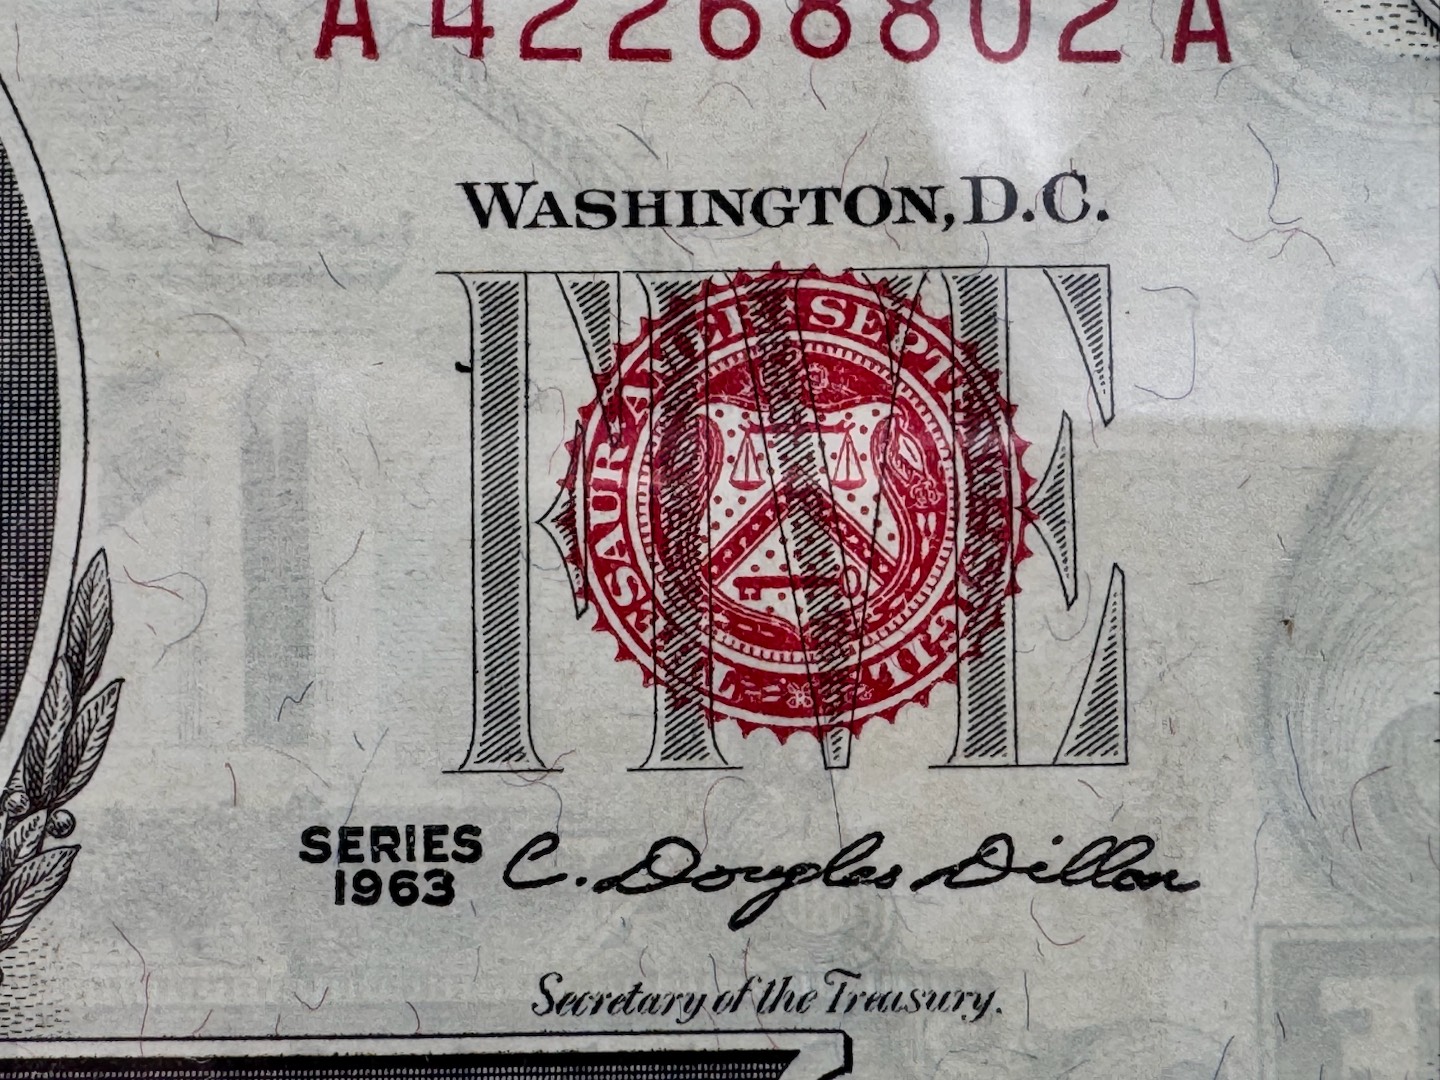 A 42268802 A
WASHINGTON, D.C.
FIVE
SERIES
1963
C. Douglas Dillon
Secretary of the Treasury.